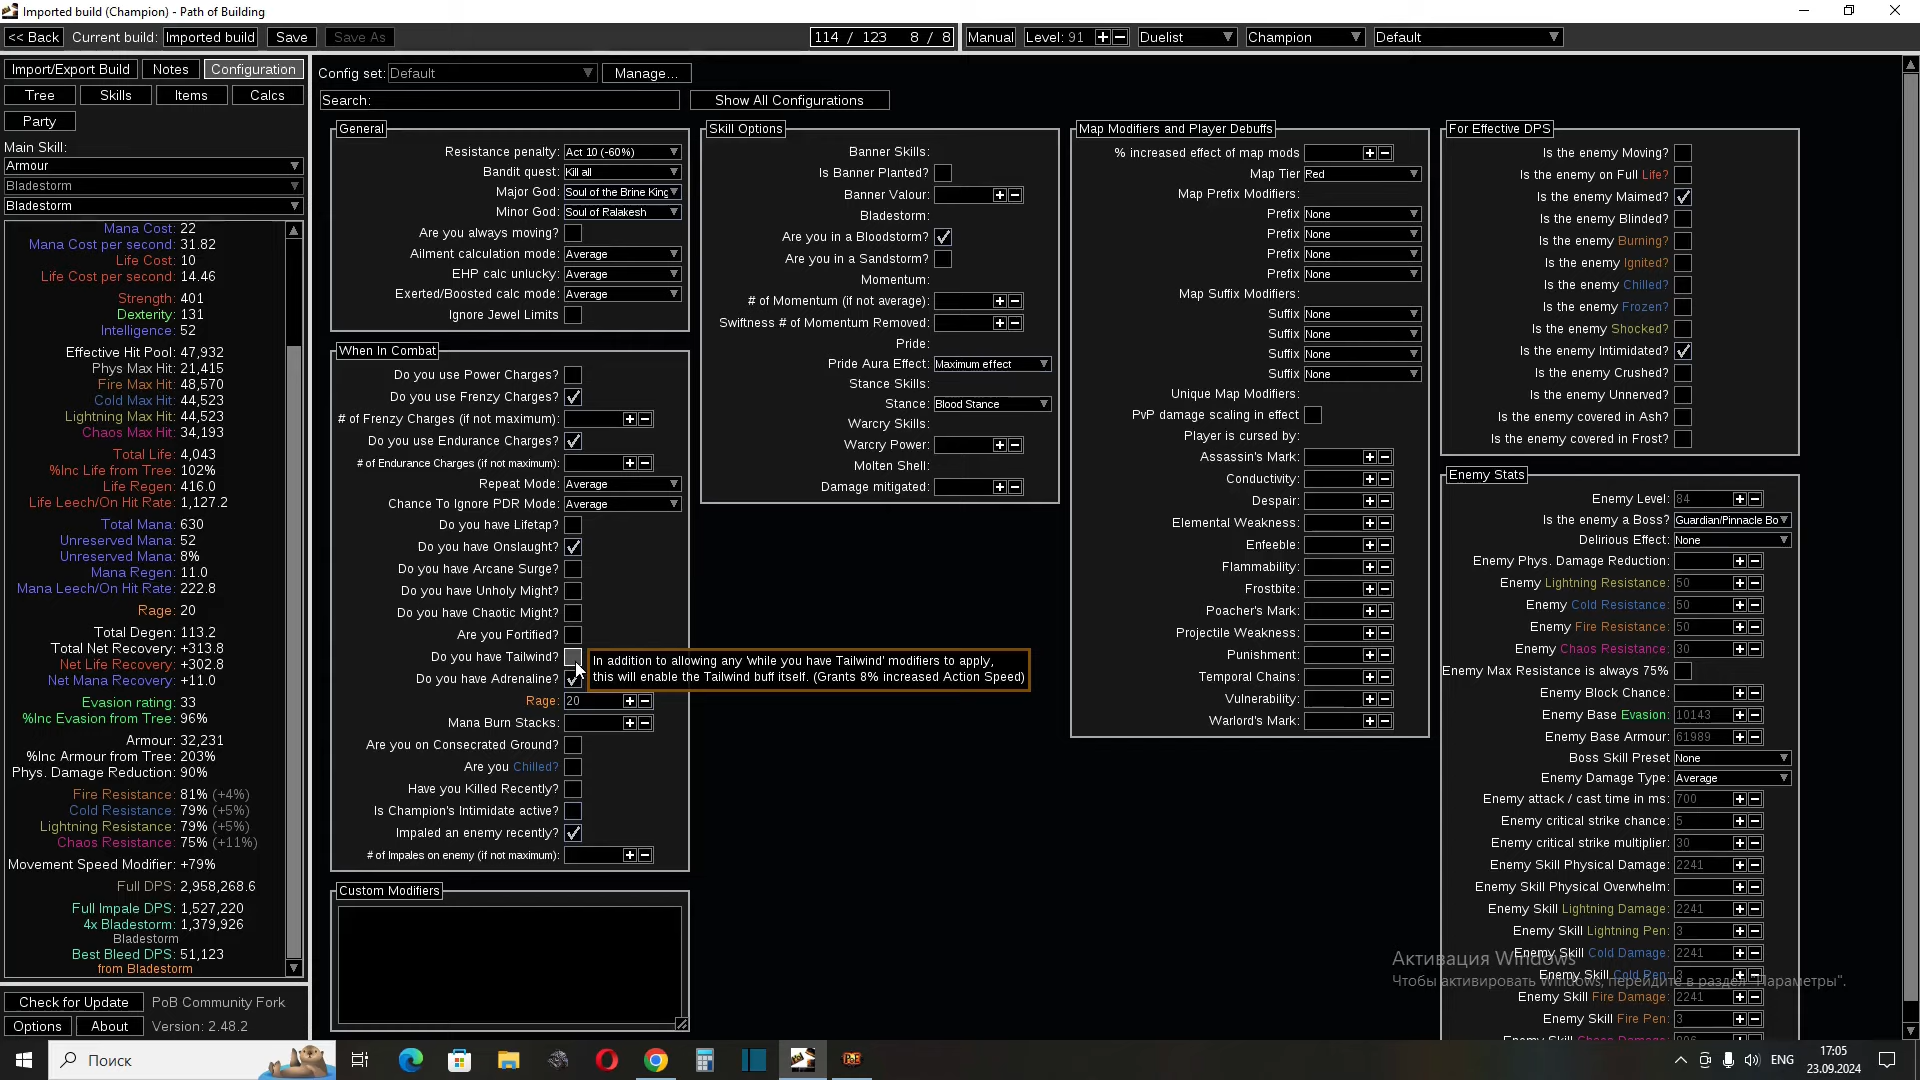 Imported build (Champion) - Path of Building
<< Back
Current build:
Imported build
Save
Save As
114 / 123 8 / 8
Manual
Level: 91
Duelist
Champion
Default
Import/Export Build
Notes
Configuration
Tree
Skills
Items
Calcs
Party
Main Skill:
Armour
Bladestorm
Bladestorm
Mana Cost: 22
Mana Cost per second: 31.82
Life Cost: 10
Life Cost per second: 14.46
Strength: 401
Dexterity: 131
Intelligence: 52
Effective Hit Pool: 47,932
Phys Max Hit: 21,415
Fire Max Hit: 48,570
Cold Max Hit: 44,523
Lightning Max Hit: 44,523
Chaos Max Hit: 34,193
Total Life: 4,043
%Inc Life from Tree: 102%
Life Regen: 416.0
Life Leech/On Hit Rate: 1,127.2
Total Mana: 630
Unreserved Mana: 52
Unreserved Mana: 8%
Mana Regen: 11.0
Mana Leech/On Hit Rate: 222.8
Rage: 20
Total Degen: 113.2
Total Net Recovery: +313.8
Net Life Recovery: +302.8
Net Mana Recovery: +11.0
Evasion rating: 33
%Inc Evasion from Tree: 96%
Armour: 32,231
%Inc Armour from Tree: 203%
Phys. Damage Reduction: 90%
Fire Resistance: 81% (+4%)
Cold Resistance: 79% (+5%)
Lightning Resistance: 79% (+5%)
Chaos Resistance: 75% (+11%)
Movement Speed Modifier: +79%
Full DPS: 2,958,268.6
Full Impale DPS: 1,527,220
4x Bladestorm: 1,379,926
Bladestorm
Best Bleed DPS: 51,123
from Bladestorm
Check for Update
PoB Community Fork
Options
About
Version: 2.48.2
Config set:
Default
Manage...
Search:
Show All Configurations
General
Resistance penalty: Act 10 (-60%)
Bandit quest: Kill all
Major God: Soul of the Brine King
Minor God: Soul of Ralakesh
Are you always moving?
Ailment calculation mode: Average
EHP calc unlucky: Average
Exerted/Boosted calc mode: Average
Ignore Jewel Limits
When In Combat
Do you use Power Charges?
Do you use Frenzy Charges?
# of Frenzy Charges (if not maximum):
Do you use Endurance Charges?
# of Endurance Charges (if not maximum):
Repeat Mode: Average
Chance To Ignore PDR Mode: Average
Do you have Lifetap?
Do you have Onslaught?
Do you have Arcane Surge?
Do you have Unholy Might?
Do you have Chaotic Might?
Are you Fortified?
Do you have Tailwind?
Do you have Adrenaline?
Rage: 20
Mana Burn Stacks:
Are you on Consecrated Ground?
Are you Chilled?
Have you Killed Recently?
Is Champion's Intimidate active?
Impaled an enemy recently?
# of Impales on enemy (if not maximum):
In addition to allowing any 'while you have Tailwind' modifiers to apply,
this will enable the Tailwind buff itself. (Grants 8% increased Action Speed)
Custom Modifiers
Skill Options
Banner Skills:
Is Banner Planted?
Banner Valour:
Bladestorm:
Are you in a Bloodstorm?
Are you in a Sandstorm?
Momentum:
# of Momentum (if not average):
Swiftness # of Momentum Removed:
Pride:
Pride Aura Effect: Maximum effect
Stance Skills:
Stance: Blood Stance
Warcry Skills:
Warcry Power:
Molten Shell:
Damage mitigated:
Map Modifiers and Player Debuffs
% increased effect of map mods
Map Tier Red
Map Prefix Modifiers:
Prefix None
Prefix None
Prefix None
Prefix None
Map Suffix Modifiers:
Suffix None
Suffix None
Suffix None
Suffix None
Unique Map Modifiers:
PvP damage scaling in effect
Player is cursed by:
Assassin's Mark:
Conductivity:
Despair:
Elemental Weakness:
Enfeeble:
Flammability:
Frostbite:
Poacher's Mark:
Projectile Weakness:
Punishment:
Temporal Chains:
Vulnerability:
Warlord's Mark:
For Effective DPS
Is the enemy Moving?
Is the enemy on Full Life?
Is the enemy Maimed?
Is the enemy Blinded?
Is the enemy Burning?
Is the enemy Ignited?
Is the enemy Chilled?
Is the enemy Frozen?
Is the enemy Shocked?
Is the enemy Intimidated?
Is the enemy Crushed?
Is the enemy Unnerved?
Is the enemy covered in Ash?
Is the enemy covered in Frost?
Enemy Stats
Enemy Level: 84
Is the enemy a Boss? Guardian/Pinnacle Bo
Delirious Effect: None
Enemy Phys. Damage Reduction:
Enemy Lightning Resistance: 50
Enemy Cold Resistance: 50
Enemy Fire Resistance: 50
Enemy Chaos Resistance: 30
Enemy Max Resistance is always 75%
Enemy Block Chance:
Enemy Base Evasion: 10143
Enemy Base Armour: 61989
Boss Skill Preset None
Enemy Damage Type: Average
Enemy attack / cast time in ms: 700
Enemy critical strike chance: 5
Enemy critical strike multiplier: 30
Enemy Skill Physical Damage: 2241
Enemy Skill Physical Overwhelm:
Enemy Skill Lightning Damage: 2241
Enemy Skill Lightning Pen: 3
Enemy Skill Cold Damage: 2241
Enemy Skill Cold Pen: 3
Enemy Skill Fire Damage: 2241
Enemy Skill Fire Pen: 3
Активация Windows
Чтобы активировать Windows, перейдите в раздел "Параметры".
Поиск
ENG
17:05
23.09.2024